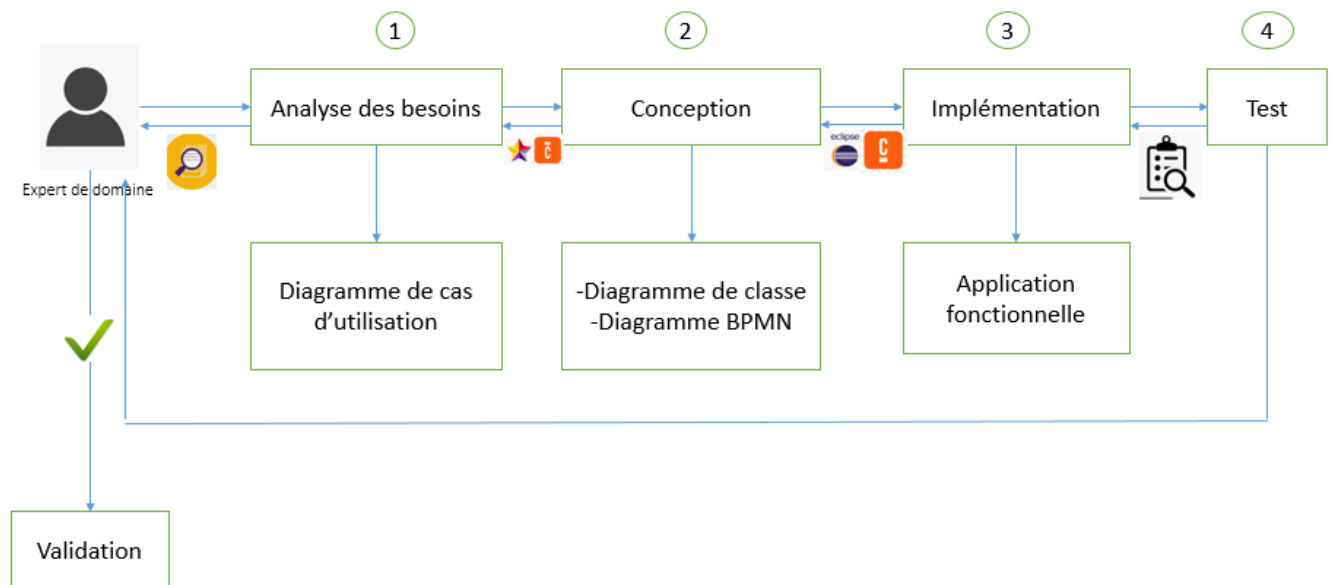 1
2
3
4
Analyse des besoins
Conception
Implémentation
Test
eclipse
Expert de domaine
Diagramme de cas
d’utilisation
-Diagramme de classe
-Diagramme BPMN
Application
fonctionnelle
Validation